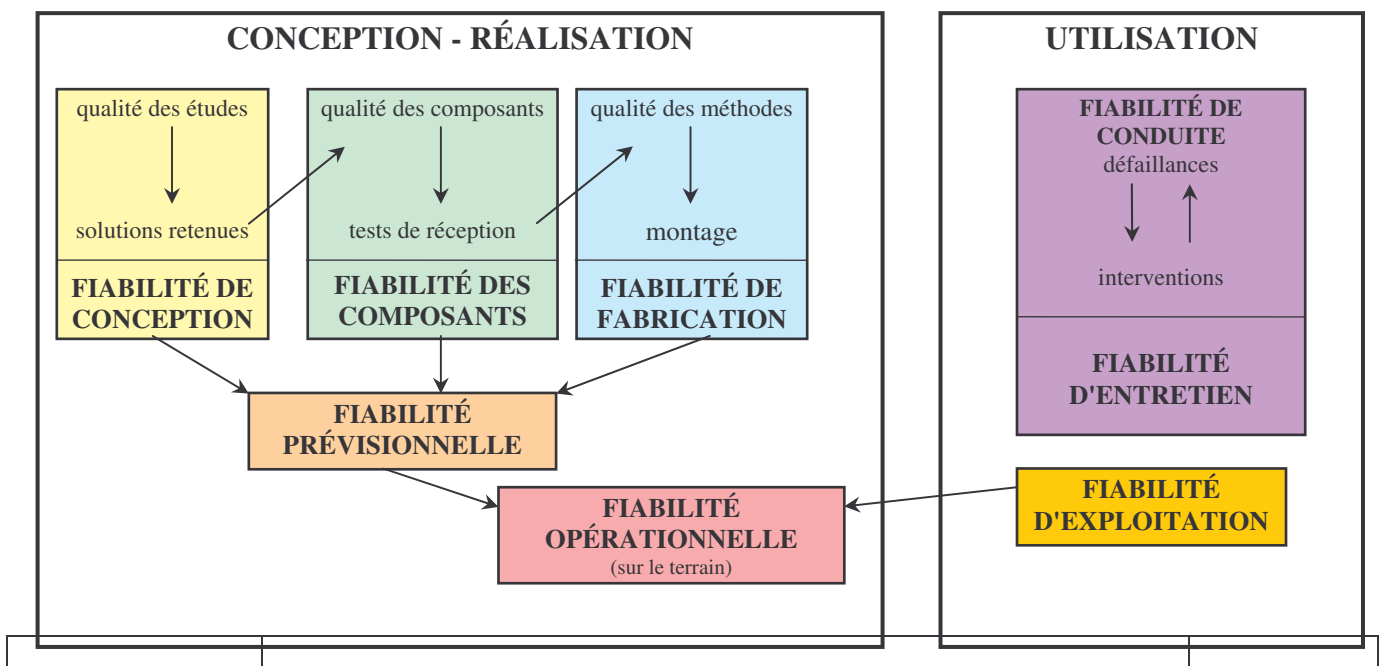 CONCEPTION - RÉALISATION
qualité des études
solutions retenues
FIABILITÉ DE
CONCEPTION
qualité des composants
tests de réception
FIABILITÉ DES
COMPOSANTS
qualité des méthodes
montage
FIABILITÉ DE
FABRICATION
FIABILITÉ
PRÉVISIONNELLE
FIABILITÉ
OPÉRATIONNELLE
(sur le terrain)
UTILISATION
FIABILITÉ DE
CONDUITE
défaillances
interventions
FIABILITÉ
D'ENTRETIEN
FIABILITÉ
D'EXPLOITATION